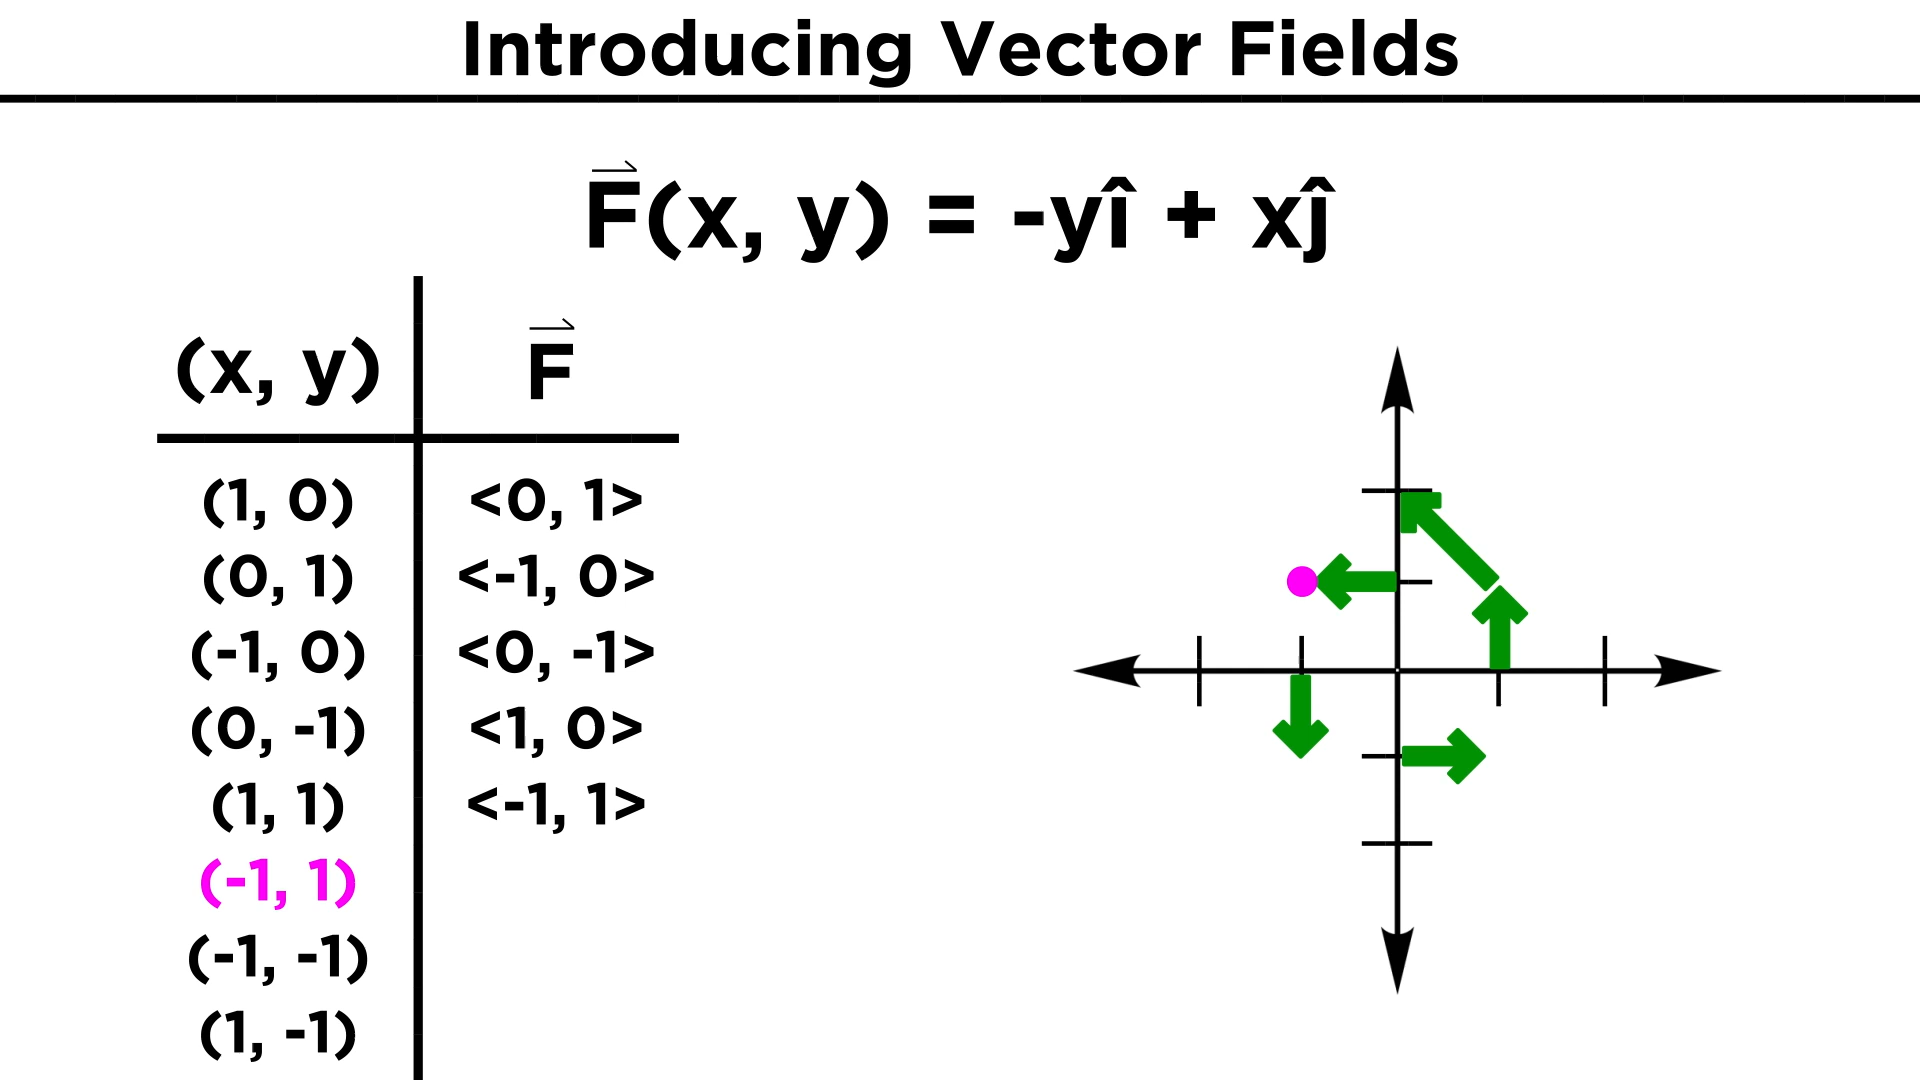 Introducing Vector Fields
F⃗(x, y) = -yî + xĵ
(x, y) F⃗
(1, 0) <0, 1>
(0, 1) <-1, 0>
(-1, 0) <0, -1>
(0, -1) <1, 0>
(1, 1) <-1, 1>
(-1, 1)
(-1, -1)
(1, -1)